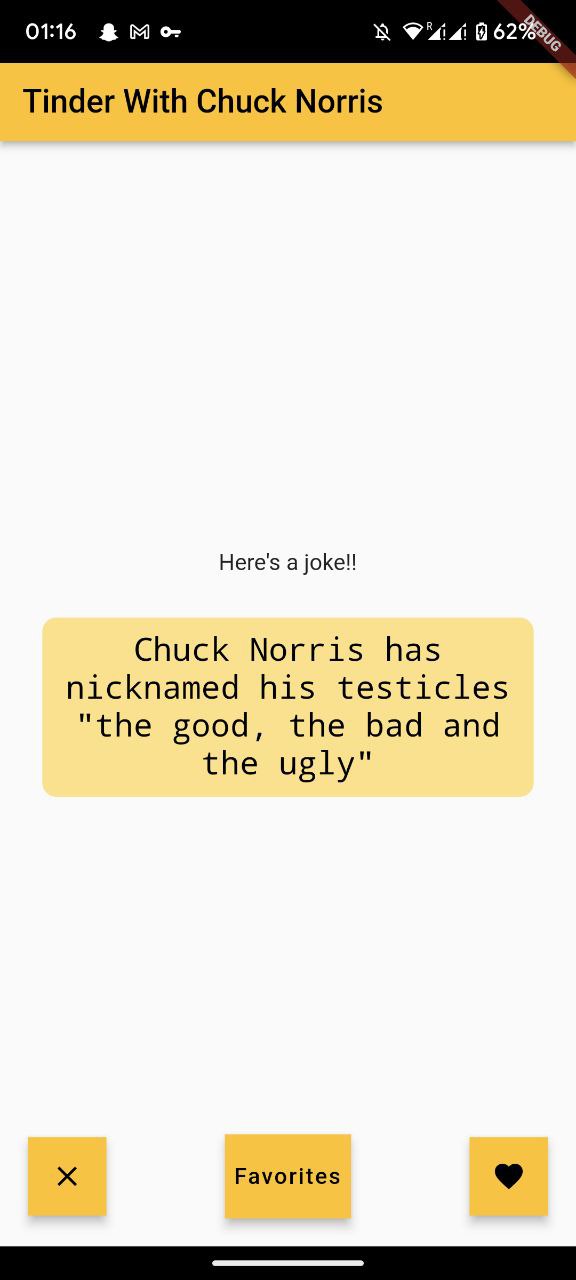 01:16
R
62%
DEBUG
Tinder With Chuck Norris
Here's a joke!!
Chuck Norris has
nicknamed his testicles
"the good, the bad and
the ugly"
Favorites